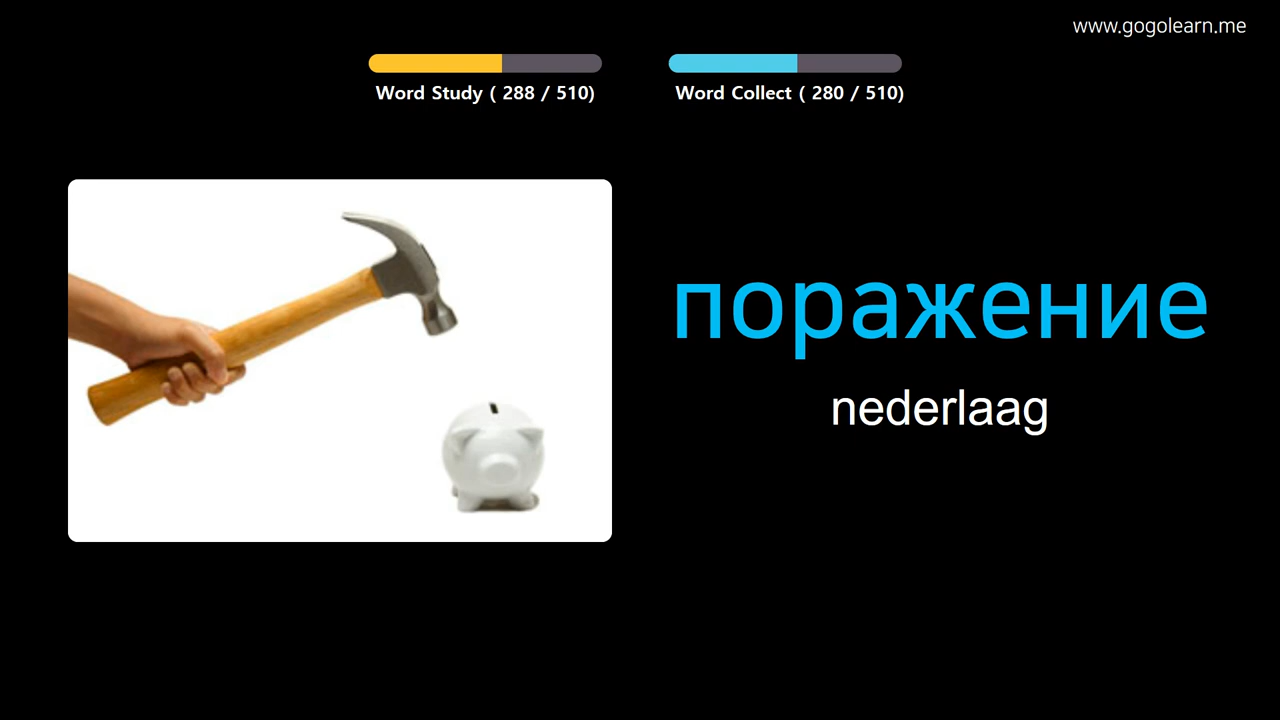 www.gogolearn.me
Word Study ( 288 / 510)
Word Collect ( 280 / 510)
поражение
nederlaag